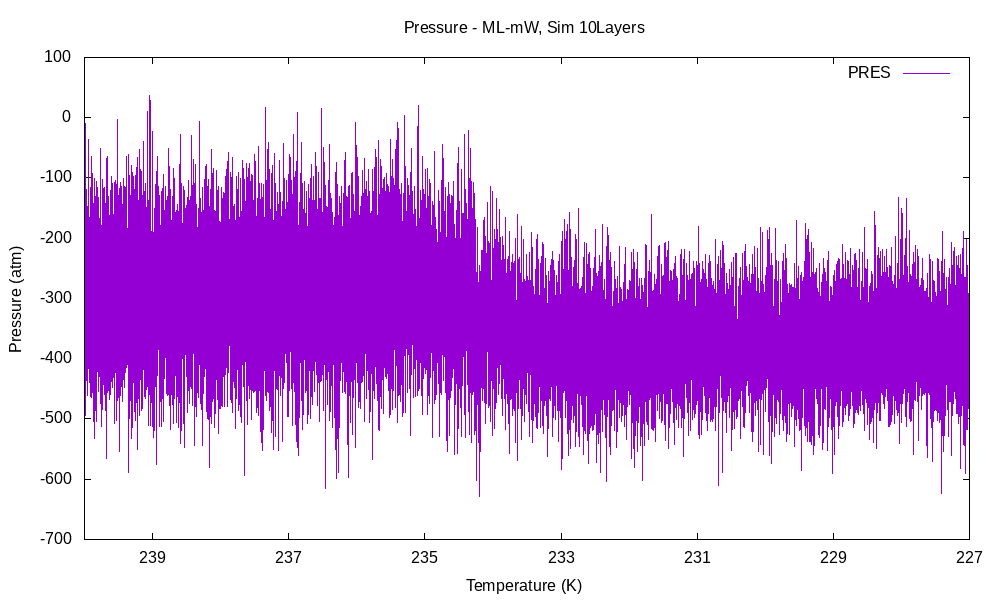 Pressure - ML-mW, Sim 10Layers
PRES
100
0
-100
-200
-300
-400
-500
-600
-700
Pressure (atm)
239 237 235 233 231 229 227
Temperature (K)